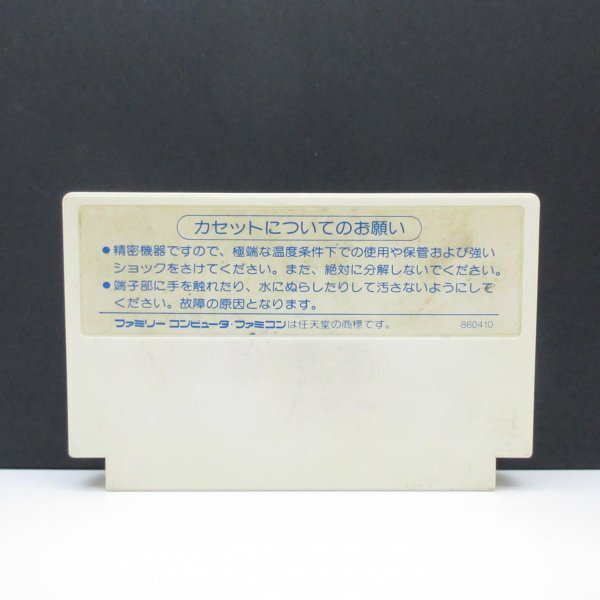 カセットについてのお願い
●精密機器ですので、極端な温度条件下での使用や保管および強い
ショックをさけてください。また、絶対に分解しないでください。
●端子部に手を触れたり、水にぬらしたりして汚さないようにして
ください。故障の原因となります。
ファミリー コンピュータ・ファミコンは任天堂の商標です。 860410